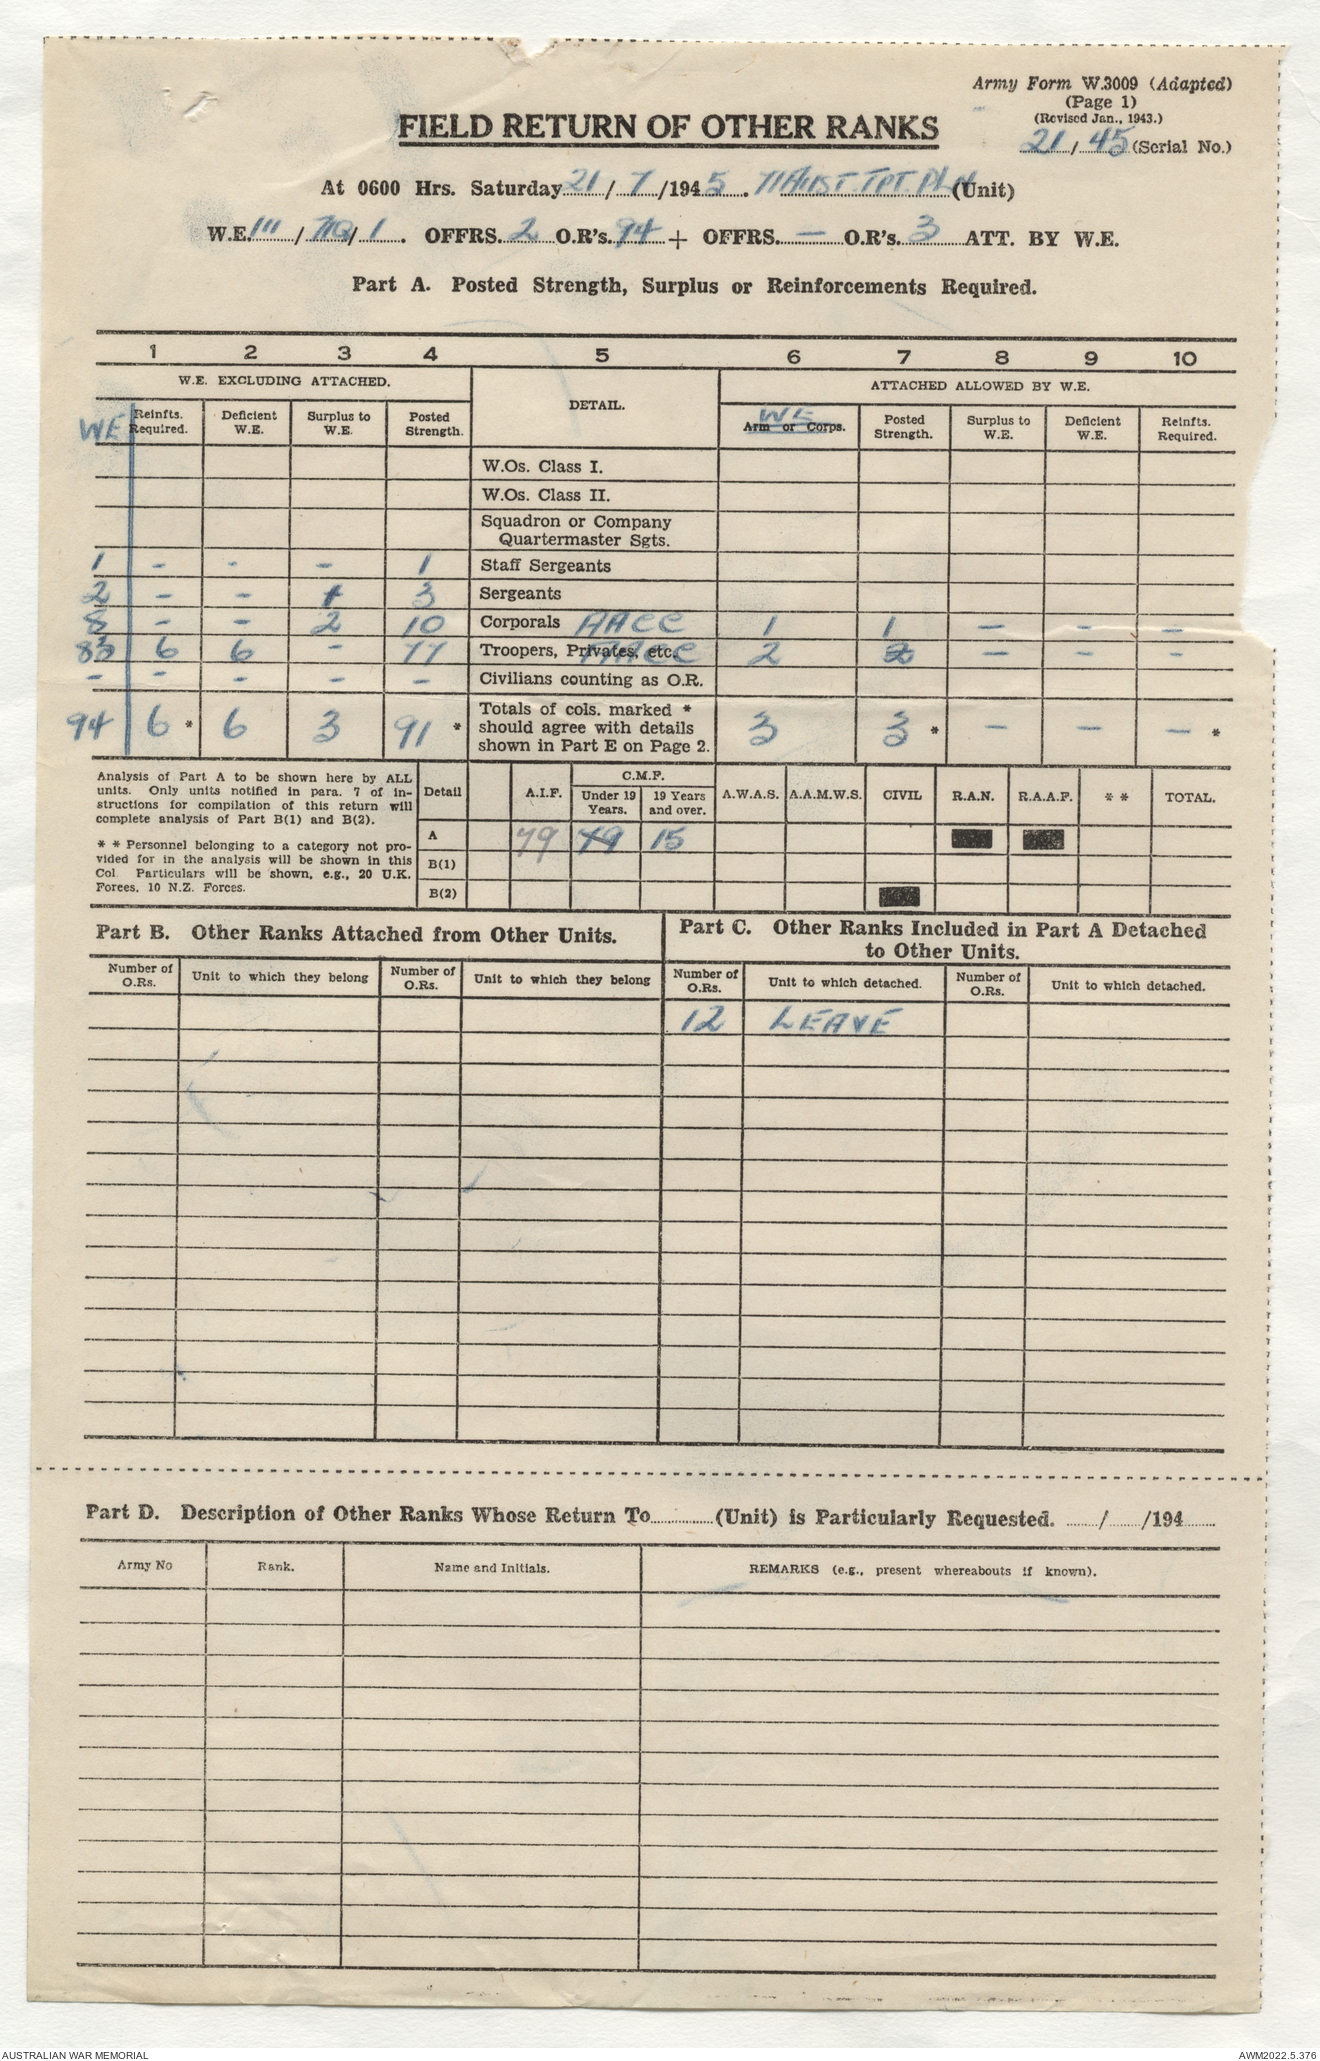 Army Form W.3009 (Adapted)
(Page 1)
(Revised Jan., 1943.)
FIELD RETURN OF OTHER RANKS
21/45 (Serial No.)
At 0600 Hrs. Saturday 21/7/1945. 71 AUST. TPT. PLN (Unit)
W.E. III/ / 1. OFFRS. 2 O.R's. 94 + OFFRS. — O.R's. 3 ATT. BY W.E.
Part A. Posted Strength, Surplus or Reinforcements Required.
1 2 3 4 5 6 7 8 9 10
W.E. EXCLUDING ATTACHED. DETAIL. ATTACHED ALLOWED BY W.E.
WE Reinfts. Required. Deficient W.E. Surplus to W.E. Posted Strength. WE Arm or Corps. Posted Strength. Surplus to W.E. Deficient W.E. Reinfts. Required.
W.Os. Class I.
W.Os. Class II.
Squadron or Company
Quartermaster Sgts.
1 - - - 1 Staff Sergeants
2 - - 1 3 Sergeants
8 - - 2 10 Corporals AACC 1 1 - - -
83 6 6 - 77 Troopers, Privates, etc. AACC 2 2 - - -
- - - - - Civilians counting as O.R.
94 6 * 6 3 91 * Totals of cols. marked * should agree with details shown in Part E on Page 2. 3 3 * - - - *
Analysis of Part A to be shown here by ALL
units. Only units notified in para. 7 of in-
structions for compilation of this return will
complete analysis of Part B(1) and B(2).
* * Personnel belonging to a category not pro-
vided for in the analysis will be shown in this
Col. Particulars will be shown, e.g., 20 U.K.
Forces, 10 N.Z. Forces.
C.M.F.
Detail A.I.F. Under 19 Years. 19 Years and over. A.W.A.S. A.A.M.W.S. CIVIL R.A.N. R.A.A.F. * * TOTAL.
A 79 79 15
B(1)
B(2)
Part B. Other Ranks Attached from Other Units.
Number of O.Rs. Unit to which they belong Number of O.Rs. Unit to which they belong
Part C. Other Ranks Included in Part A Detached
to Other Units.
Number of O.Rs. Unit to which detached. Number of O.Rs. Unit to which detached.
12 LEAVE
Part D. Description of Other Ranks Whose Return To............(Unit) is Particularly Requested. ....../....../194......
Army No Rank. Name and Initials. REMARKS (e.g., present whereabouts if known).
AUSTRALIAN WAR MEMORIAL
AWM2022.5.376